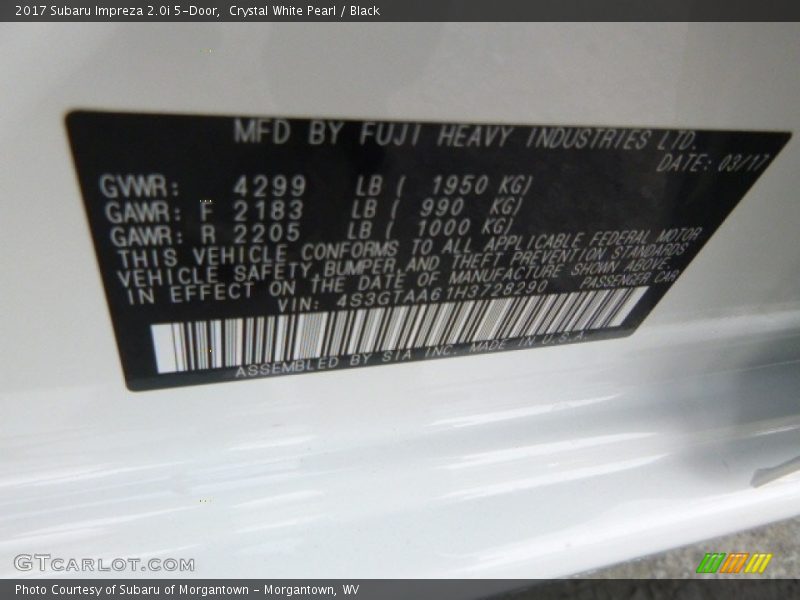 2017 Subaru Impreza 2.0i 5-Door, Crystal White Pearl / Black
MFD BY FUJI HEAVY INDUSTRIES LTD.
DATE: 03/17
GVWR: 4299 LB ( 1950 KG)
GAWR: F 2183 LB ( 990 KG)
GAWR: R 2205 LB ( 1000 KG)
THIS VEHICLE CONFORMS TO ALL APPLICABLE FEDERAL MOTOR
VEHICLE SAFETY, BUMPER, AND THEFT PREVENTION STANDARDS
IN EFFECT ON THE DATE OF MANUFACTURE SHOWN ABOVE.
VIN: 4S3GTAA61H3728290 PASSENGER CAR
ASSEMBLED BY SIA INC. MADE IN U.S.A.
GTCARLOT.COM
Photo Courtesy of Subaru of Morgantown - Morgantown, WV